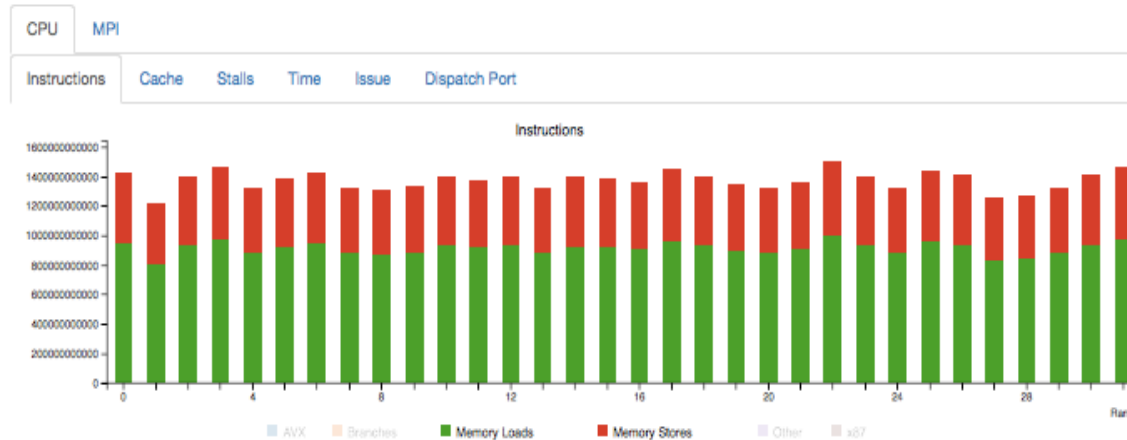 CPU MPI
Instructions Cache Stalls Time Issue Dispatch Port
Instructions
1600000000000
1400000000000
1200000000000
1000000000000
800000000000
600000000000
400000000000
200000000000
0
0 4 8 12 16 20 24 28
Ran
AVX Branches Memory Loads Memory Stores Other x87